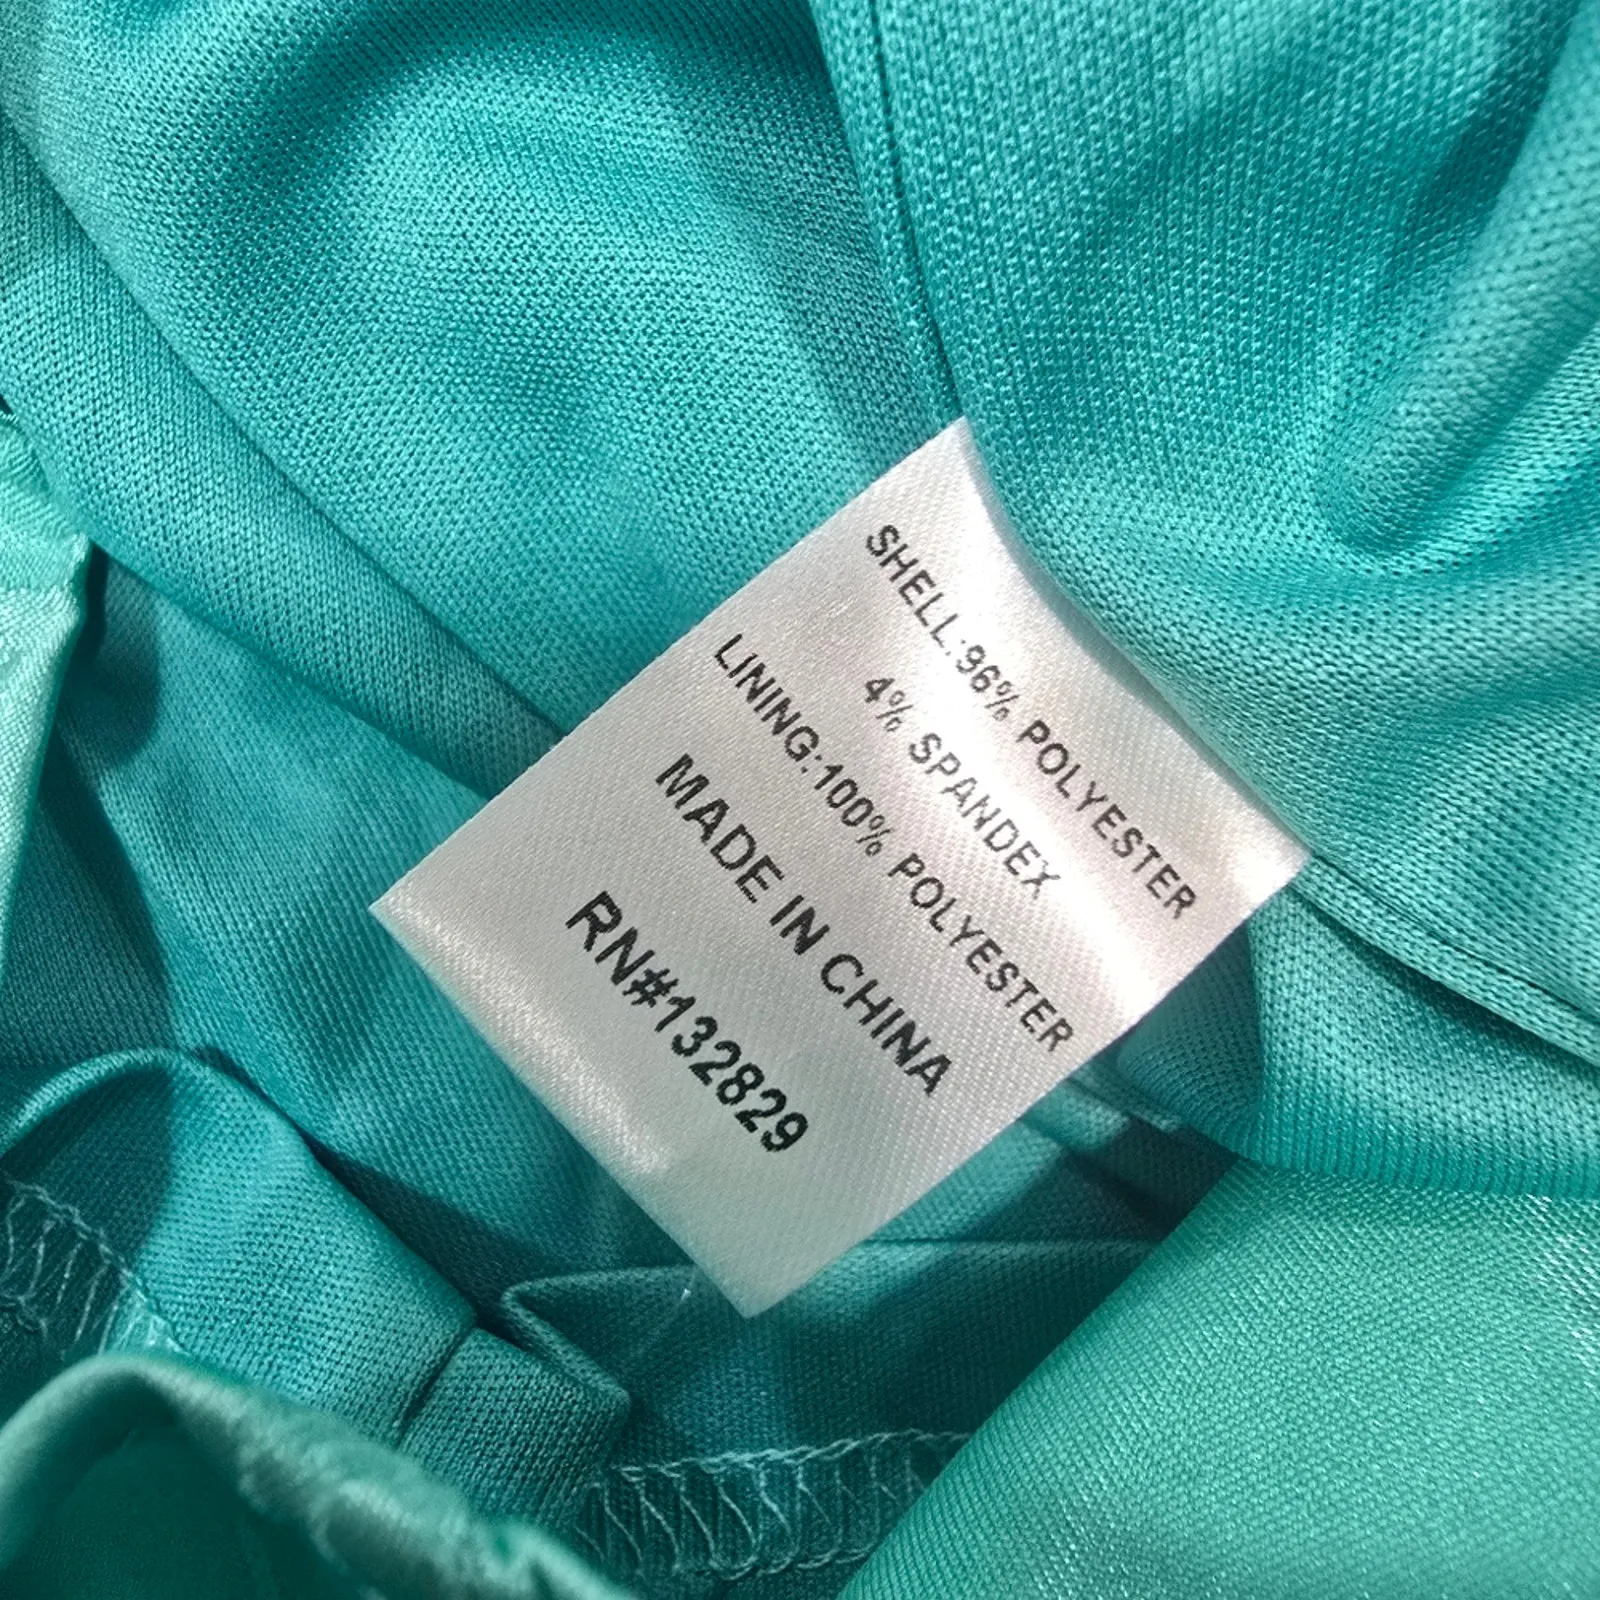 SHELL:96% POLYESTER
4% SPANDEX
LINING:100% POLYESTER
MADE IN CHINA
RN#132829